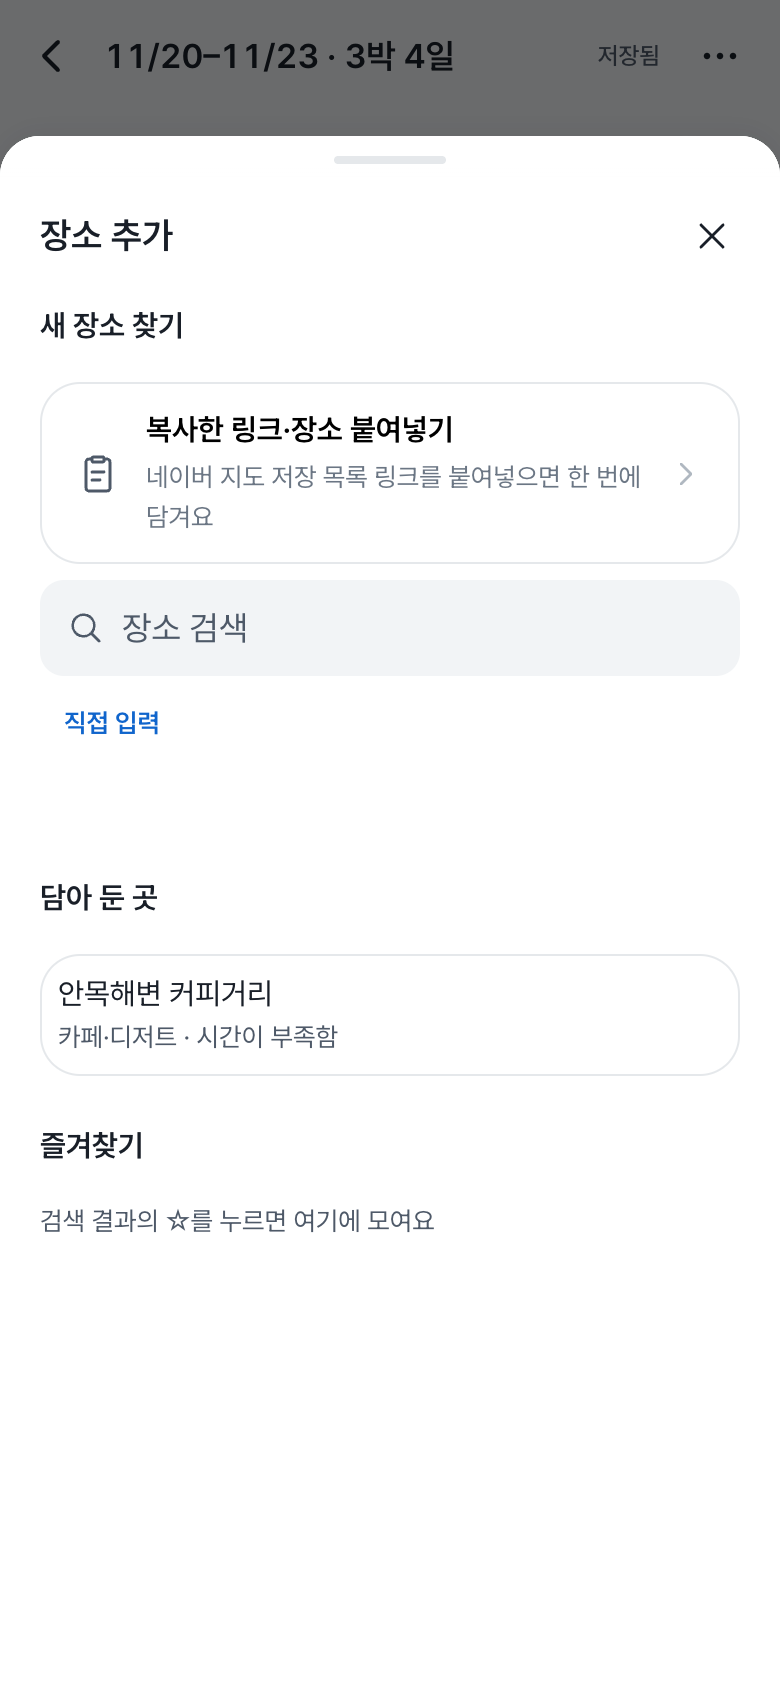 11/20–11/23 · 3박 4일
저장됨
장소 추가
새 장소 찾기
복사한 링크·장소 붙여넣기
네이버 지도 저장 목록 링크를 붙여넣으면 한 번에
담겨요
장소 검색
직접 입력
담아 둔 곳
안목해변 커피거리
카페·디저트 · 시간이 부족함
즐겨찾기
검색 결과의 ☆를 누르면 여기에 모여요